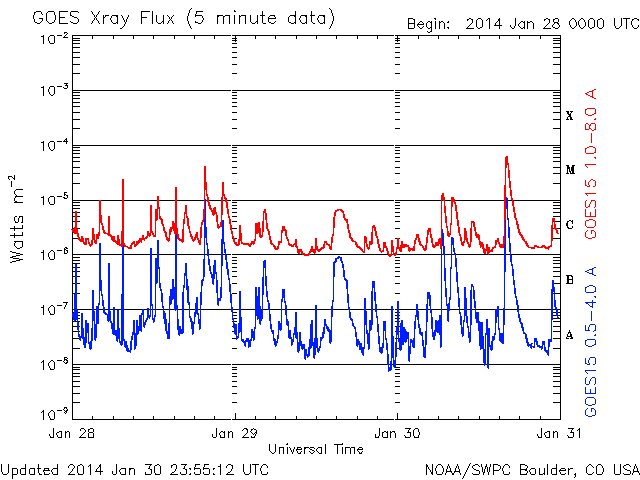 GOES Xray Flux (5 minute data)
Begin: 2014 Jan 28 0000 UTC
10-2
10-3
10-4
10-5
10-6
10-7
10-8
10-9
Watts m-2
X
M
C
B
A
GOES15 1.0-8.0 A
GOES15 0.5-4.0 A
Jan 28
Jan 29
Jan 30
Jan 31
Universal Time
Updated 2014 Jan 30 23:55:12 UTC
NOAA/SWPC Boulder, CO USA